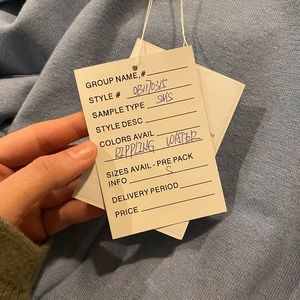 GROUP NAME, #
STYLE # 0B1170315
SAMPLE TYPE SMS
STYLE DESC
COLORS AVAIL
RIPPLING WATER
SIZES AVAIL - PRE PACK
INFO S
DELIVERY PERIOD
PRICE